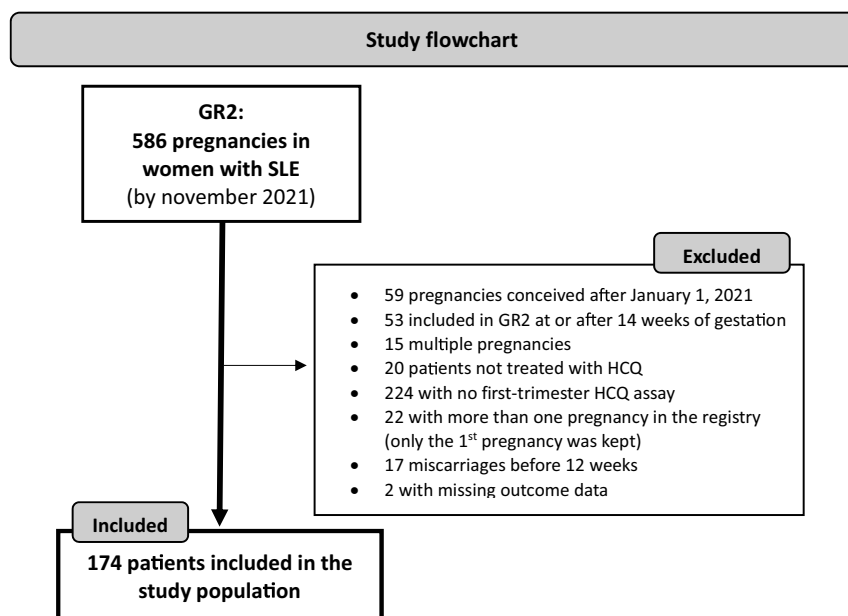 Study flowchart
GR2:
586 pregnancies in
women with SLE
(by november 2021)
Excluded
• 59 pregnancies conceived after January 1, 2021
• 53 included in GR2 at or after 14 weeks of gestation
• 15 multiple pregnancies
• 20 patients not treated with HCQ
• 224 with no first-trimester HCQ assay
• 22 with more than one pregnancy in the registry
(only the 1st pregnancy was kept)
• 17 miscarriages before 12 weeks
• 2 with missing outcome data
Included
174 patients included in the
study population